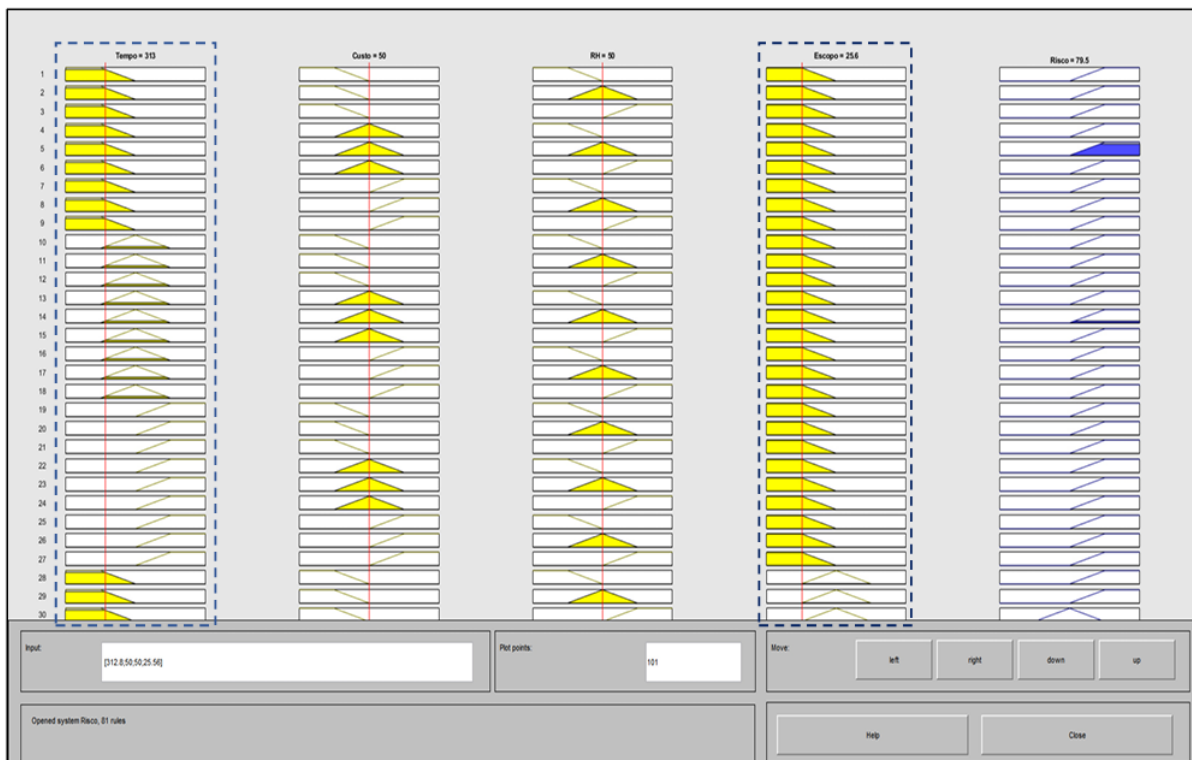 Tempo = 313
Custo = 50
RH = 50
Escopo = 25.6
Risco = 79.5
1
2
3
4
5
6
7
8
9
10
11
12
13
14
15
16
17
18
19
20
21
22
23
24
25
26
27
28
29
30
Input:
[312.8;50;50;25.56]
Plot points:
101
Move:
left
right
down
up
Opened system Risco, 81 rules
Help
Close